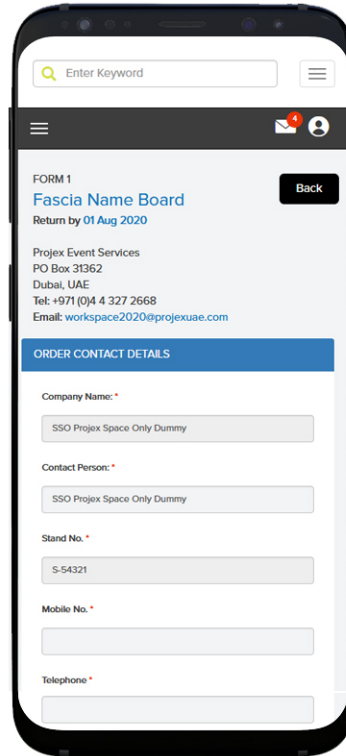 Enter Keyword
4
FORM 1
Back
Fascia Name Board
Return by 01 Aug 2020
Projex Event Services
PO Box 31362
Dubai, UAE
Tel: +971 (0)4 4 327 2668
Email: workspace2020@projexuae.com
ORDER CONTACT DETAILS
Company Name: *
SSO Projex Space Only Dummy
Contact Person: *
SSO Projex Space Only Dummy
Stand No. *
S-54321
Mobile No. *
Telephone *